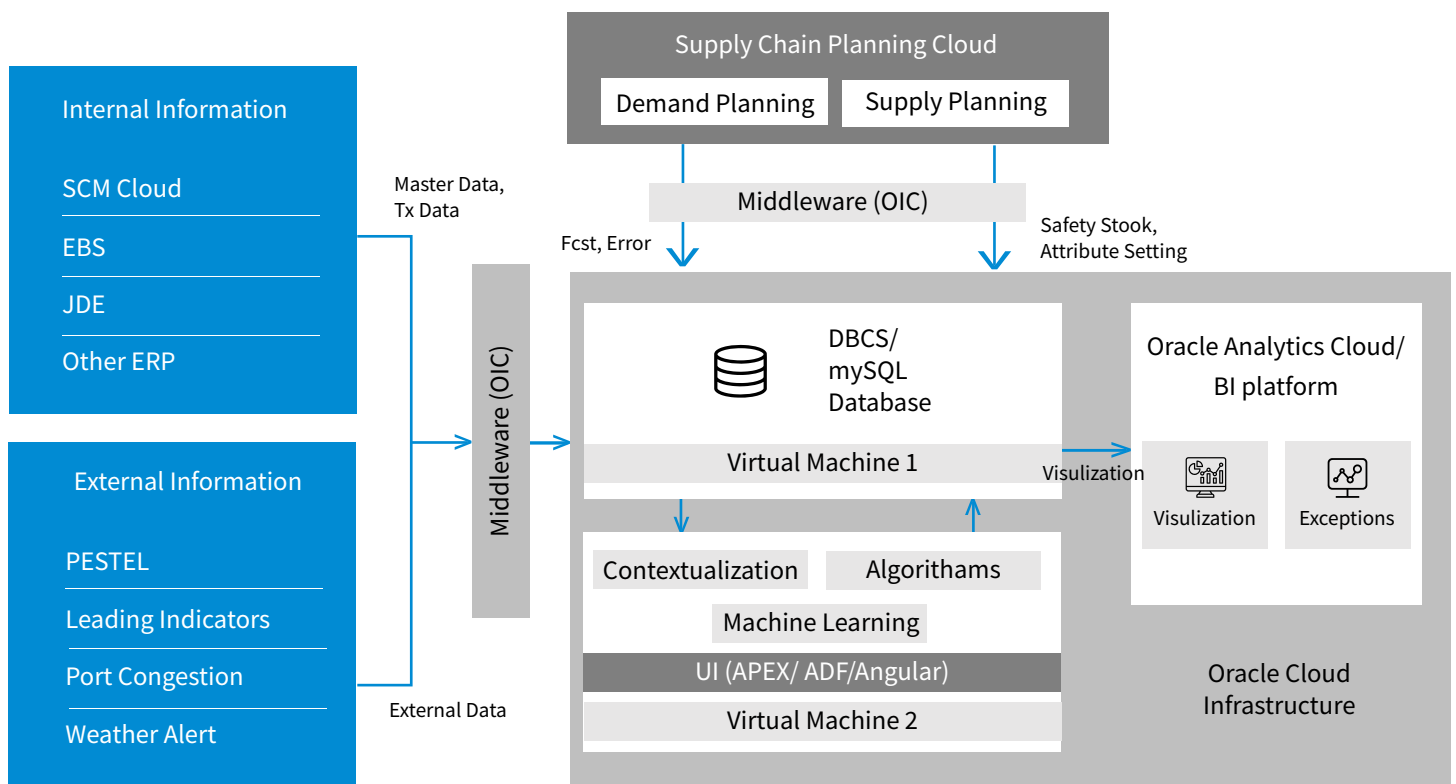 Supply Chain Planning Cloud
Demand Planning
Supply Planning
Internal Information
SCM Cloud
EBS
JDE
Other ERP
Master Data,
Tx Data
Middleware (OIC)
Fcst, Error
Safety Stook,
Attribute Setting
Middleware (OIC)
DBCS/
mySQL
Database
Virtual Machine 1
Visulization
Oracle Analytics Cloud/
BI platform
Visulization
Exceptions
External Information
PESTEL
Leading Indicators
Port Congestion
Weather Alert
External Data
Contextualization
Algorithams
Machine Learning
UI (APEX/ ADF/Angular)
Virtual Machine 2
Oracle Cloud
Infrastructure